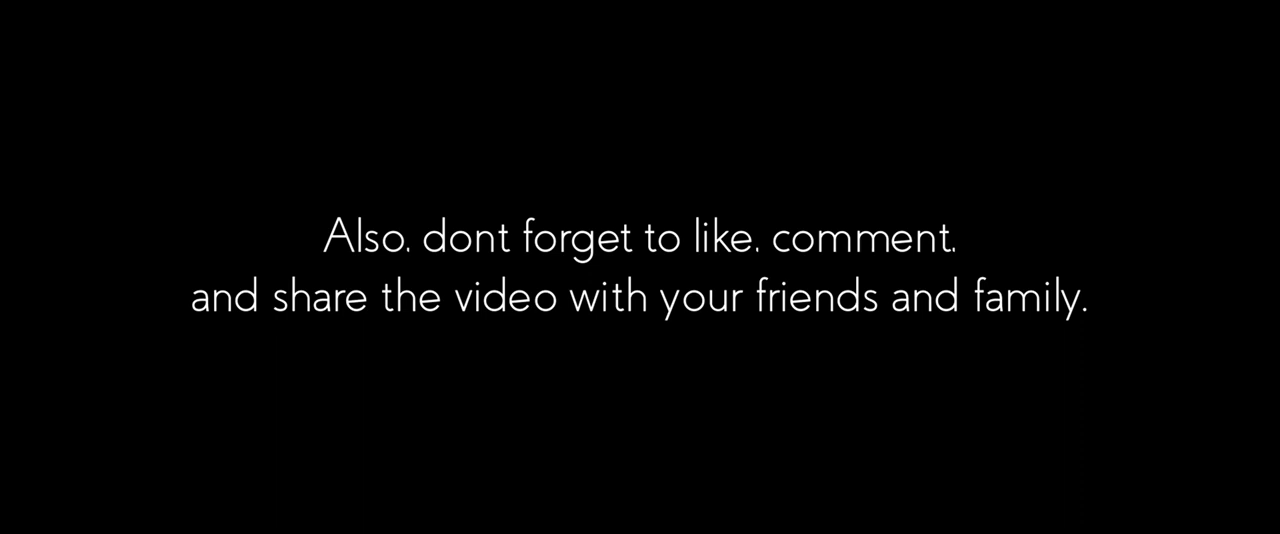 Also, dont forget to like, comment,
and share the video with your friends and family.